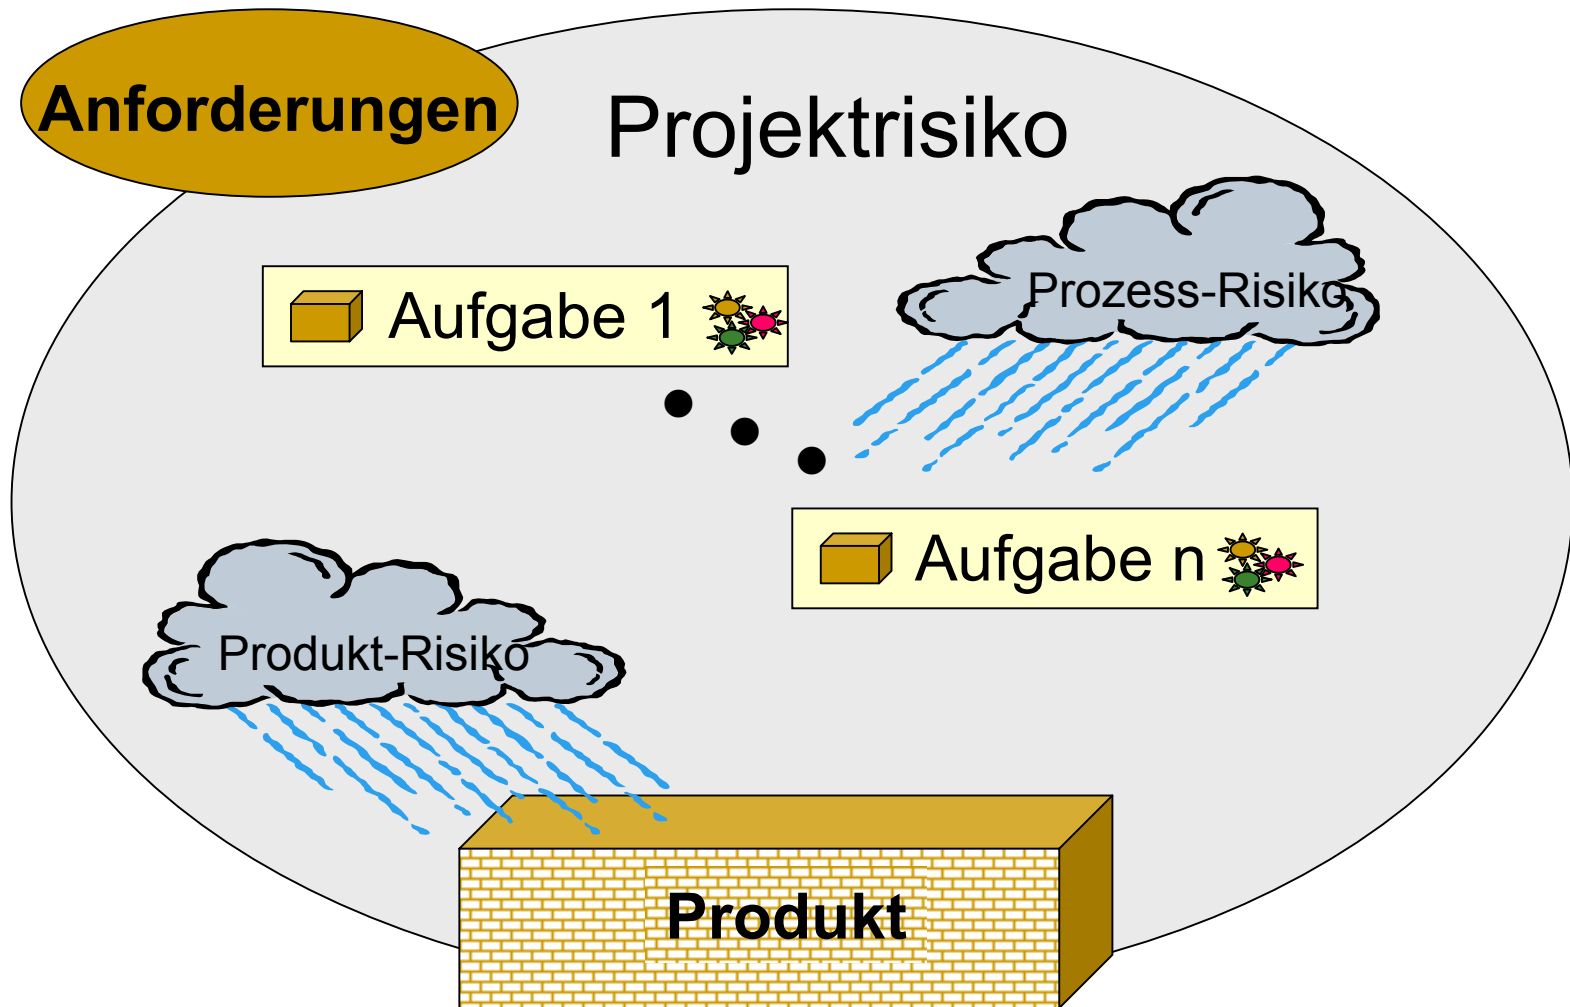 Anforderungen
Projektrisiko
Prozess-Risiko
Aufgabe 1
Aufgabe n
Produkt-Risiko
Produkt